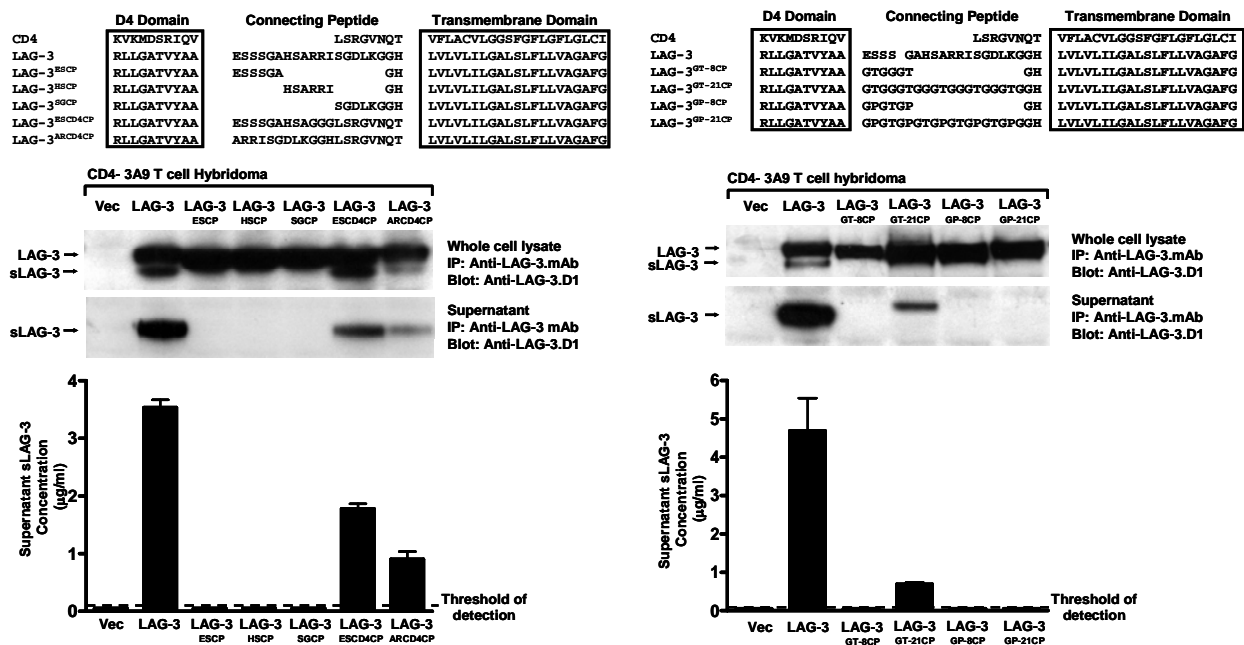 D4 Domain Connecting Peptide Transmembrane Domain
CD4 KVKMDSRIQV LSRGVNQT VFLACVLGGSFGFLGFLGLCI
LAG-3 RLLGATVYAA ESSSGAHSARRISGDLKGGH LVLVLILGALSLFLLVAGAFG
LAG-3ESCP RLLGATVYAA ESSSGA GH LVLVLILGALSLFLLVAGAFG
LAG-3HSCP RLLGATVYAA HSARRI GH LVLVLILGALSLFLLVAGAFG
LAG-3SGCP RLLGATVYAA SGDLKGGH LVLVLILGALSLFLLVAGAFG
LAG-3ESCD4CP RLLGATVYAA ESSSGAHSAGGLSRGVNQT LVLVLILGALSLFLLVAGAFG
LAG-3ARCD4CP RLLGATVYAA ARRISGDLKGGHLSRGVNQT LVLVLILGALSLFLLVAGAFG
CD4- 3A9 T cell Hybridoma
Vec LAG-3 LAG-3 LAG-3 LAG-3 LAG-3 LAG-3
ESCP HSCP SGCP ESCD4CP ARCD4CP
LAG-3
sLAG-3
Whole cell lysate
IP: Anti-LAG-3.mAb
Blot: Anti-LAG-3.D1
sLAG-3
Supernatant
IP: Anti-LAG-3 mAb
Blot: Anti-LAG-3.D1
Supernatant sLAG-3
Concentration
(µg/ml)
4
3
2
1
0
Threshold of
detection
Vec LAG-3 LAG-3 LAG-3 LAG-3 LAG-3 LAG-3
ESCP HSCP SGCP ESCD4CP ARCD4CP
D4 Domain Connecting Peptide Transmembrane Domain
CD4 KVKMDSRIQV LSRGVNQT VFLACVLGGSFGFLGFLGLCI
LAG-3 RLLGATVYAA ESSS GAHSARRISGDLKGGH LVLVLILGALSLFLLVAGAFG
LAG-3GT-8CP RLLGATVYAA GTGGGT GH LVLVLILGALSLFLLVAGAFG
LAG-3GT-21CP RLLGATVYAA GTGGGTGGGTGGGTGGGTGGH LVLVLILGALSLFLLVAGAFG
LAG-3GP-8CP RLLGATVYAA GPGTGP GH LVLVLILGALSLFLLVAGAFG
LAG-3GP-21CP RLLGATVYAA GPGTGPGTGPGTGPGTGPGGH LVLVLILGALSLFLLVAGAFG
CD4- 3A9 T cell hybridoma
Vec LAG-3 LAG-3 LAG-3 LAG-3 LAG-3
GT-8CP GT-21CP GP-8CP GP-21CP
LAG-3
sLAG-3
Whole cell lysate
IP: Anti-LAG-3.mAb
Blot: Anti-LAG-3.D1
sLAG-3
Supernatant
IP: Anti-LAG-3.mAb
Blot: Anti-LAG-3.D1
Supernatant sLAG-3
Concentration
(µg/ml)
6
5
4
3
2
1
0
Threshold of
detection
Vec LAG-3 LAG-3 LAG-3 LAG-3 LAG-3
GT-8CP GT-21CP GP-8CP GP-21CP